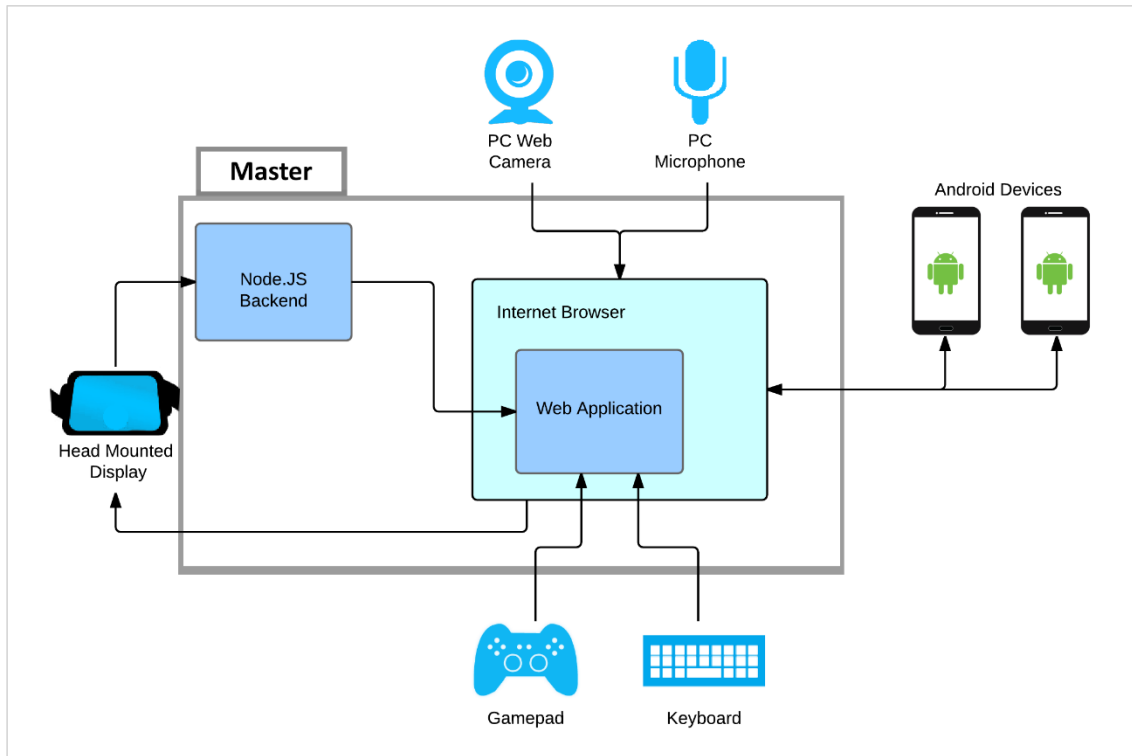 PC Web
Camera
PC
Microphone
Master
Android Devices
Node.JS
Backend
Internet Browser
Web Application
Head Mounted
Display
Gamepad
Keyboard